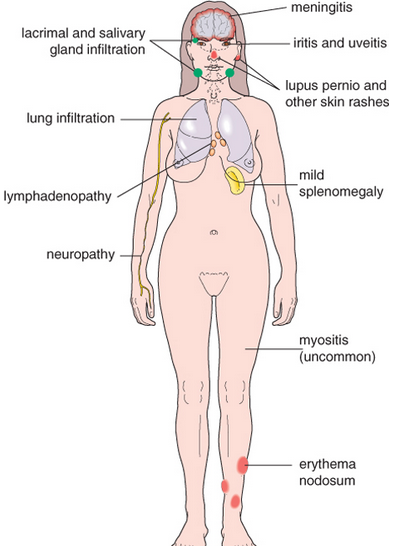 meningitis
lacrimal and salivary
gland infiltration
iritis and uveitis
lupus pernio and
other skin rashes
lung infiltration
mild
splenomegaly
lymphadenopathy
neuropathy
myositis
(uncommon)
erythema
nodosum